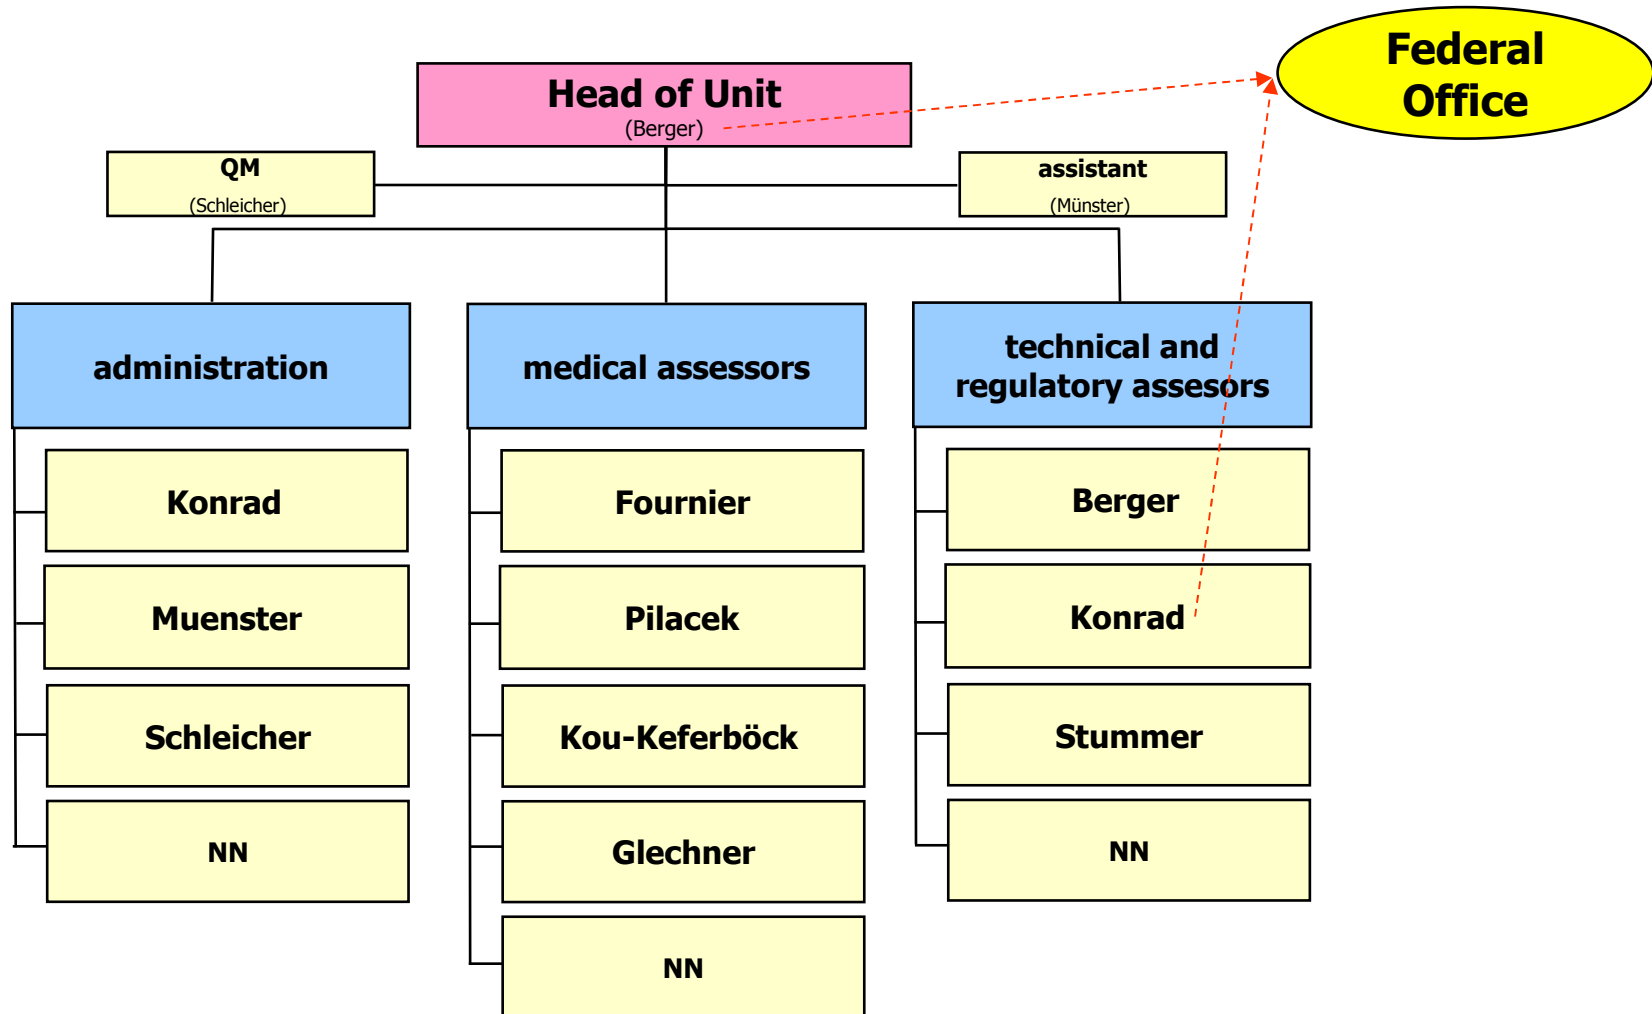 Federal
Office
Head of Unit
(Berger)
QM
(Schleicher)
assistant
(Münster)
administration
medical assessors
technical and
regulatory assesors
Konrad
Muenster
Schleicher
NN
Fournier
Pilacek
Kou-Keferböck
Glechner
NN
Berger
Konrad
Stummer
NN